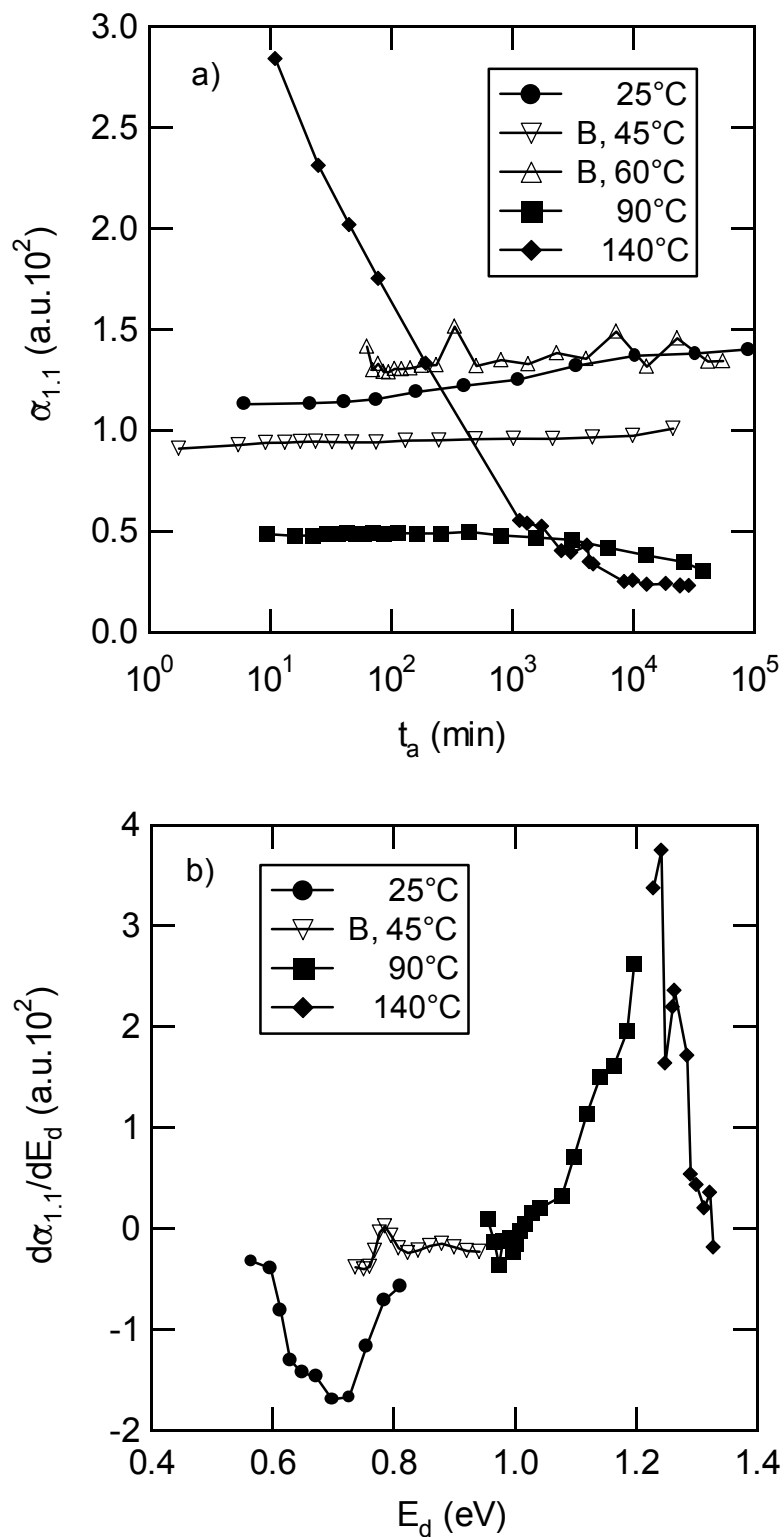 a)
3.0
2.5
2.0
1.5
1.0
0.5
0.0
α1.1 (a.u.10²)
25°C
B, 45°C
B, 60°C
90°C
140°C
10⁰ 10¹ 10² 10³ 10⁴ 10⁵
ta (min)
b)
4
3
2
1
0
-1
-2
dα1.1/dEd (a.u.10²)
25°C
B, 45°C
90°C
140°C
0.4 0.6 0.8 1.0 1.2 1.4
Ed (eV)